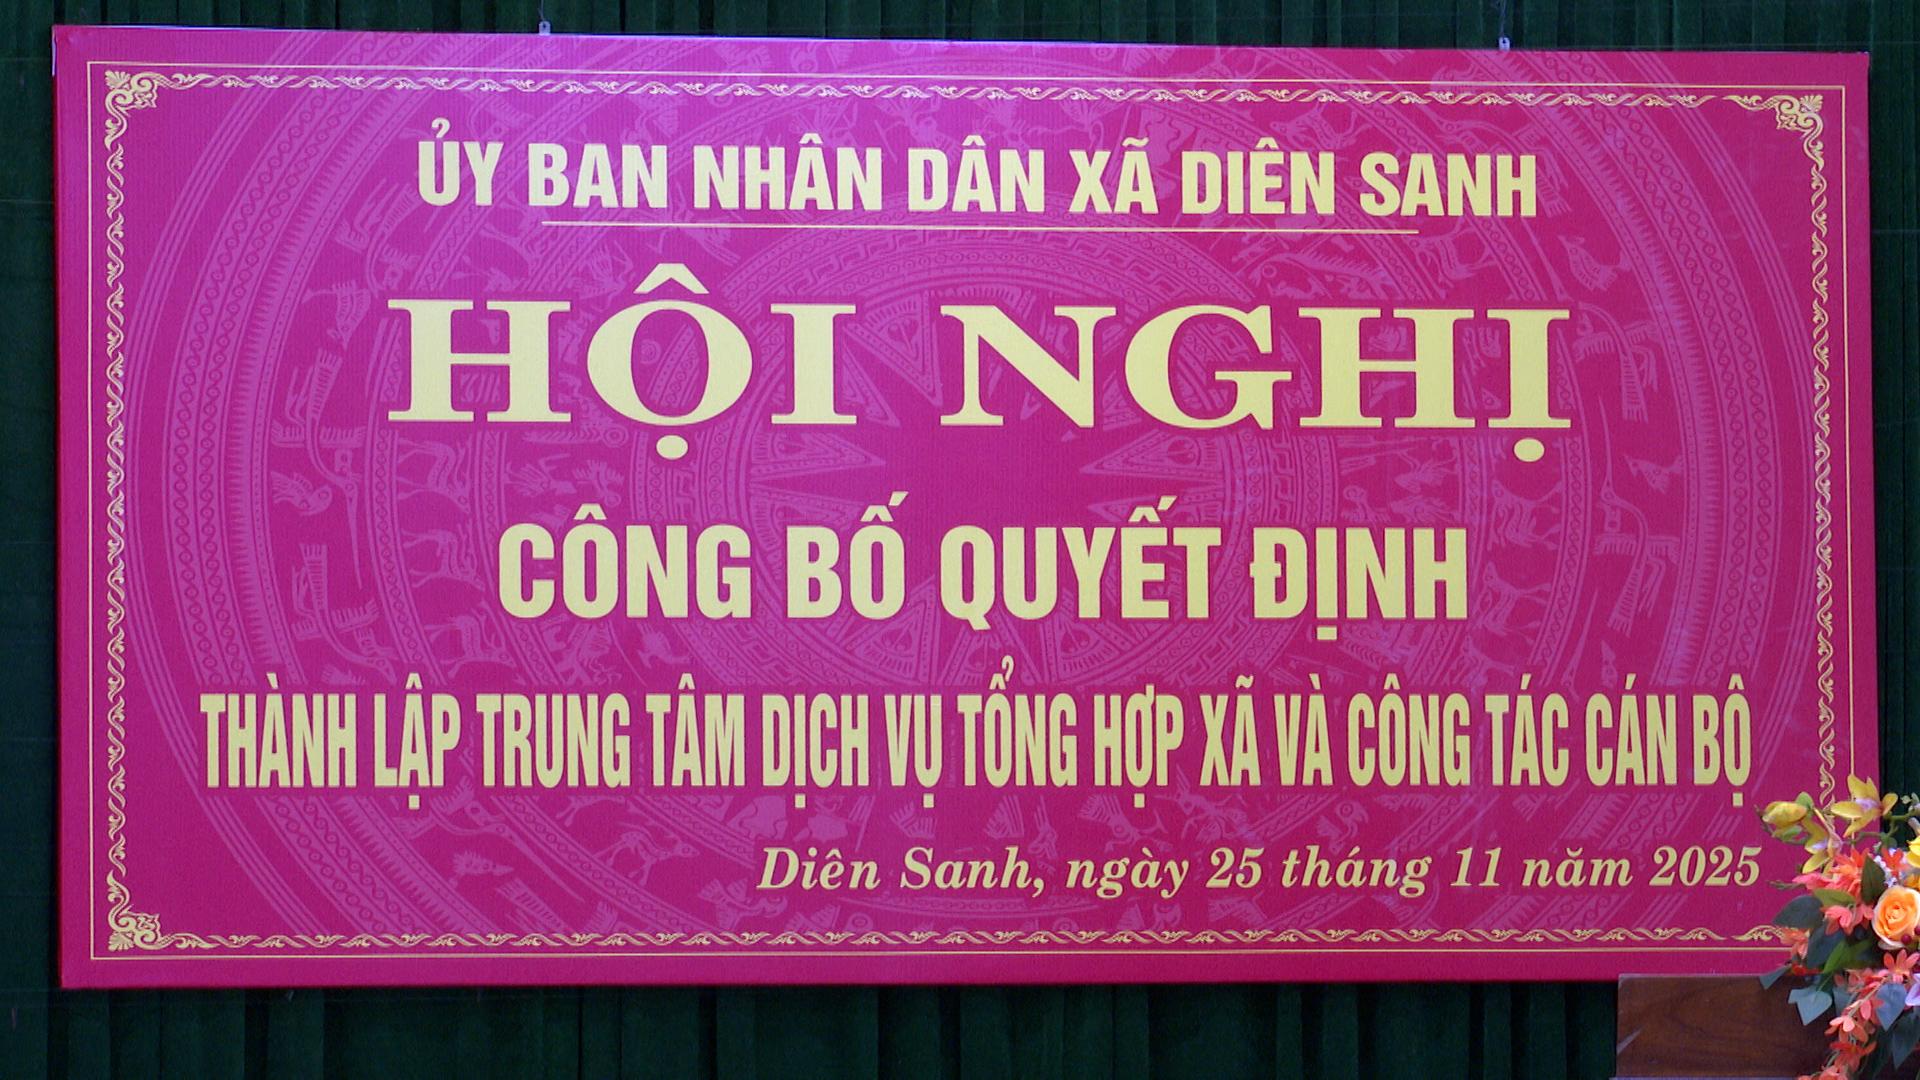 ỦY BAN NHÂN DÂN XÃ DIÊN SANH
HỘI NGHỊ
CÔNG BỐ QUYẾT ĐỊNH
THÀNH LẬP TRUNG TÂM DỊCH VỤ TỔNG HỢP XÃ VÀ CÔNG TÁC CÁN BỘ
Diên Sanh, ngày 25 tháng 11 năm 2025